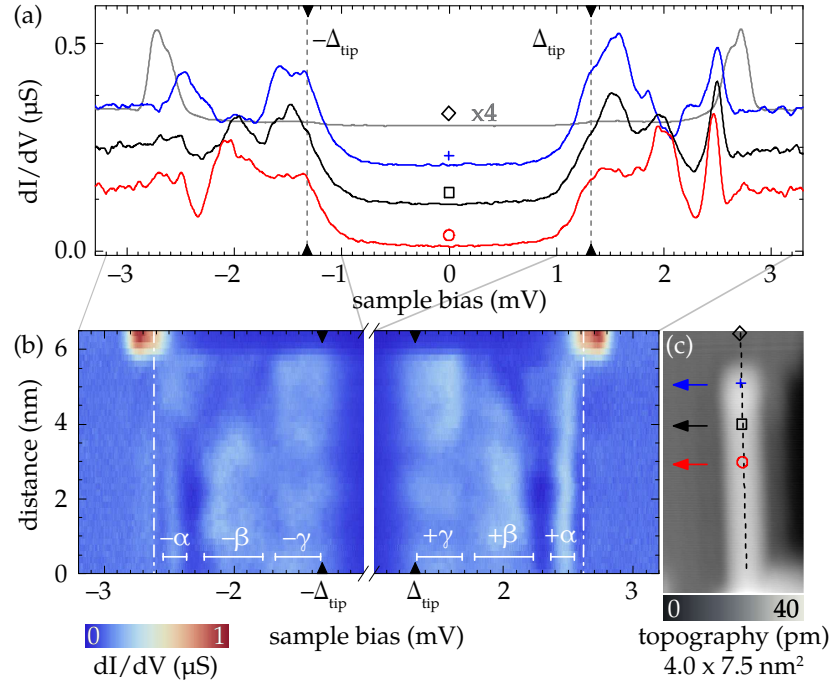 (a)
0.5
0.0
dI/dV (µS)
−Δtip
Δtip
x4
−3 −2 −1 0 1 2 3
sample bias (mV)
(b)
6
4
2
0
distance (nm)
−α
−β
−γ
+γ
+β
+α
−3 −2 −Δtip Δtip 2 3
0 1
dI/dV (µS)
sample bias (mV)
(c)
0 40
topography (pm)
4.0 x 7.5 nm²